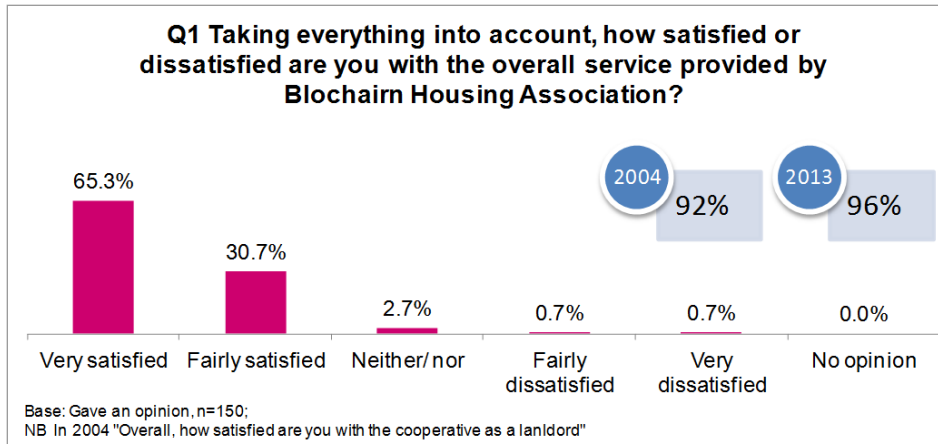 Q1 Taking everything into account, how satisfied or
dissatisfied are you with the overall service provided by
Blochairn Housing Association?
2004
92%
2013
96%
65.3%
30.7%
2.7%
0.7%
0.7%
0.0%
Very satisfied
Fairly satisfied
Neither/ nor
Fairly
dissatisfied
Very
dissatisfied
No opinion
Base: Gave an opinion, n=150;
NB In 2004 "Overall, how satisfied are you with the cooperative as a lanldord"